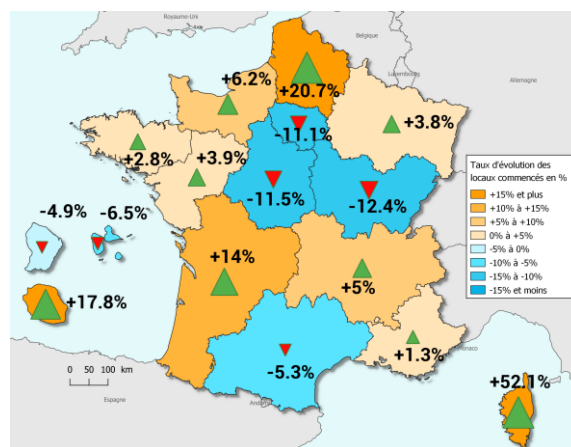 Royaume-Uni
Belgique
Luxembourg
Allemagne
+6.2%
+20.7%
-11.1%
+3.8%
+2.8%
+3.9%
-11.5%
-12.4%
-4.9%
-6.5%
+14%
+5%
+17.8%
-5.3%
+1.3%
+52.1%
Taux d'évolution des
locaux commencés en %
+15% et plus
+10% à +15%
+5% à +10%
0% à +5%
-5% à 0%
-10% à -5%
-15% à -10%
-15% et moins
0 50 100 km
Espagne